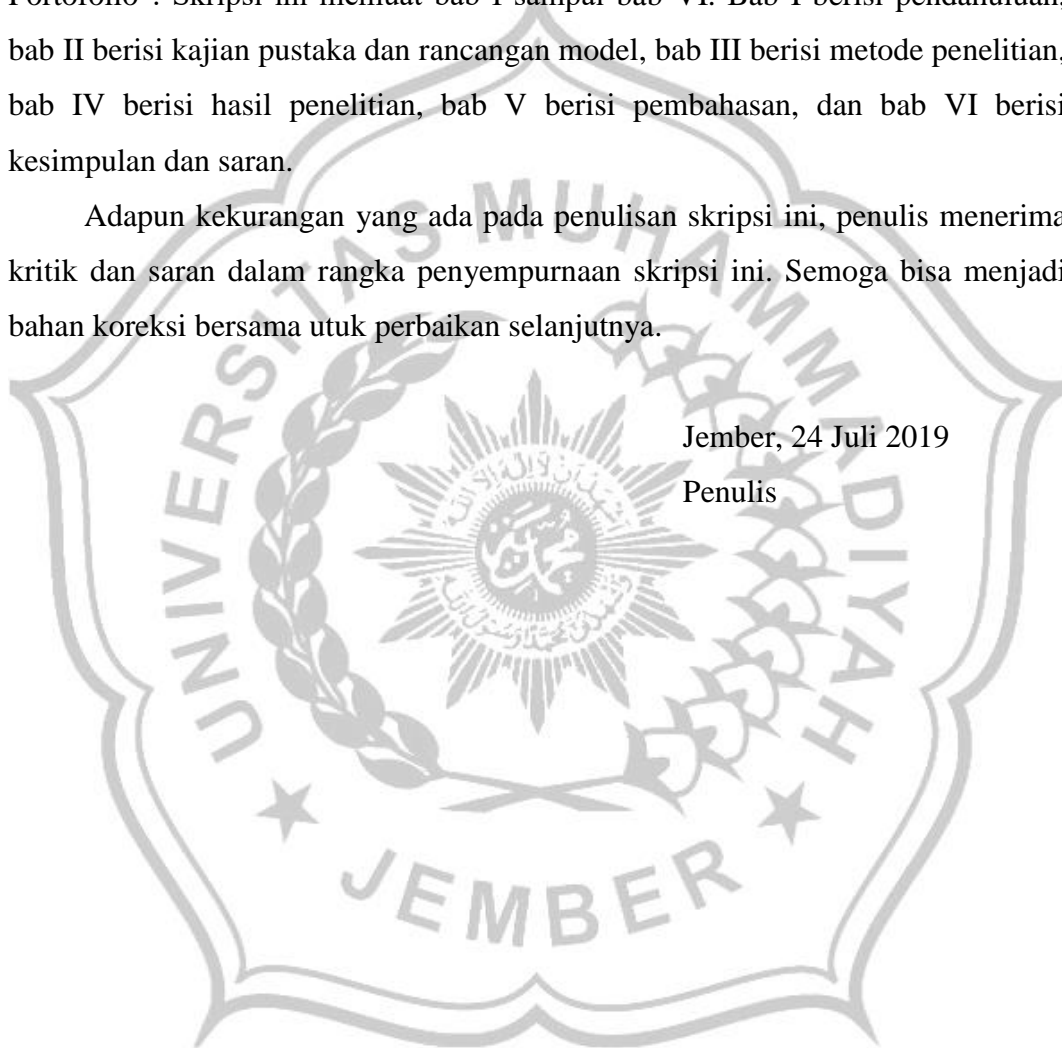 Portofolio". Skripsi ini memuat bab I sampai bab VI. Bab I berisi pendahuluan,
bab II berisi kajian pustaka dan rancangan model, bab III berisi metode penelitian,
bab IV berisi hasil penelitian, bab V berisi pembahasan, dan bab VI berisi
kesimpulan dan saran.
Adapun kekurangan yang ada pada penulisan skripsi ini, penulis menerima
kritik dan saran dalam rangka penyempurnaan skripsi ini. Semoga bisa menjadi
bahan koreksi bersama utuk perbaikan selanjutnya.
Jember, 24 Juli 2019
Penulis
UNIVERSITAS MUHAMMADIYAH
JEMBER